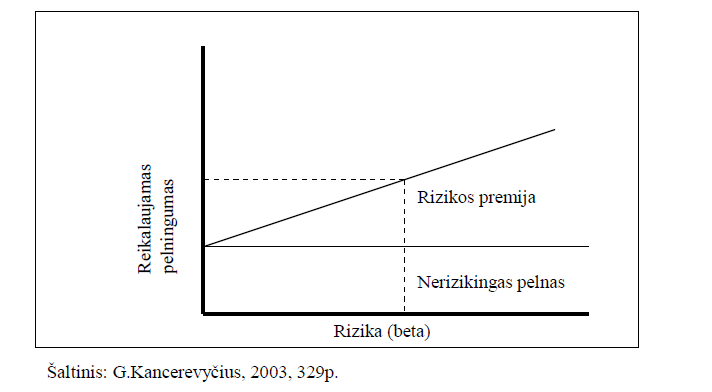 Reikalaujamas
pelningumas
Rizikos premija
Nerizikingas pelnas
Rizika (beta)
Šaltinis: G.Kancerevyčius, 2003, 329p.